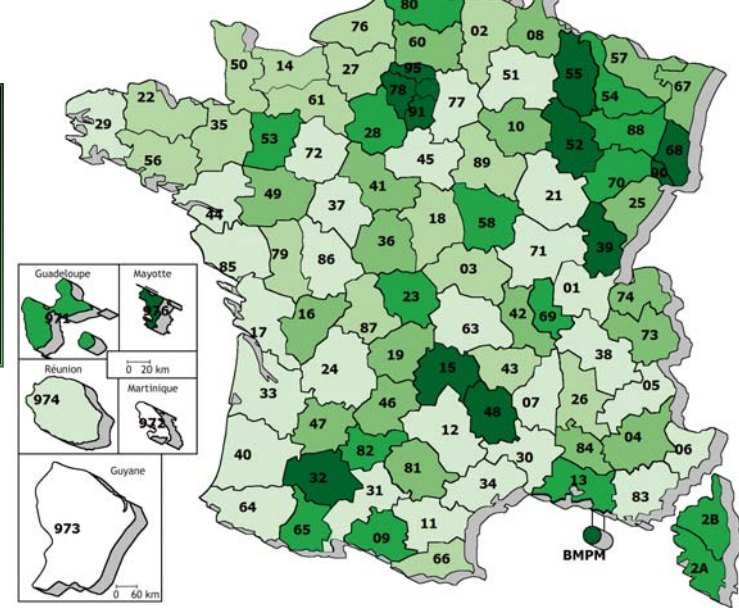 80
76 02 08
60 57
50 14 27 95 51 55 67
78 54
22 61 91 77
29 35 53 28 10 52 88 68
56 72 45 89 90
49 41 70
37 21 25
44 18 58
36 39
85 79 86 71
03
Guadeloupe Mayotte
971 976
23 01 74
16 42 69
17 87 63 73
0 20 km
19 38
Réunion Martinique
24 15 43 05
974 33 46 48 07 26
972
47 12 04
40 82 84 06
81 30
Guyane
32 31 34 13 83
64
65 09 11 2B
973
66
BMPM
2A
0 60 km